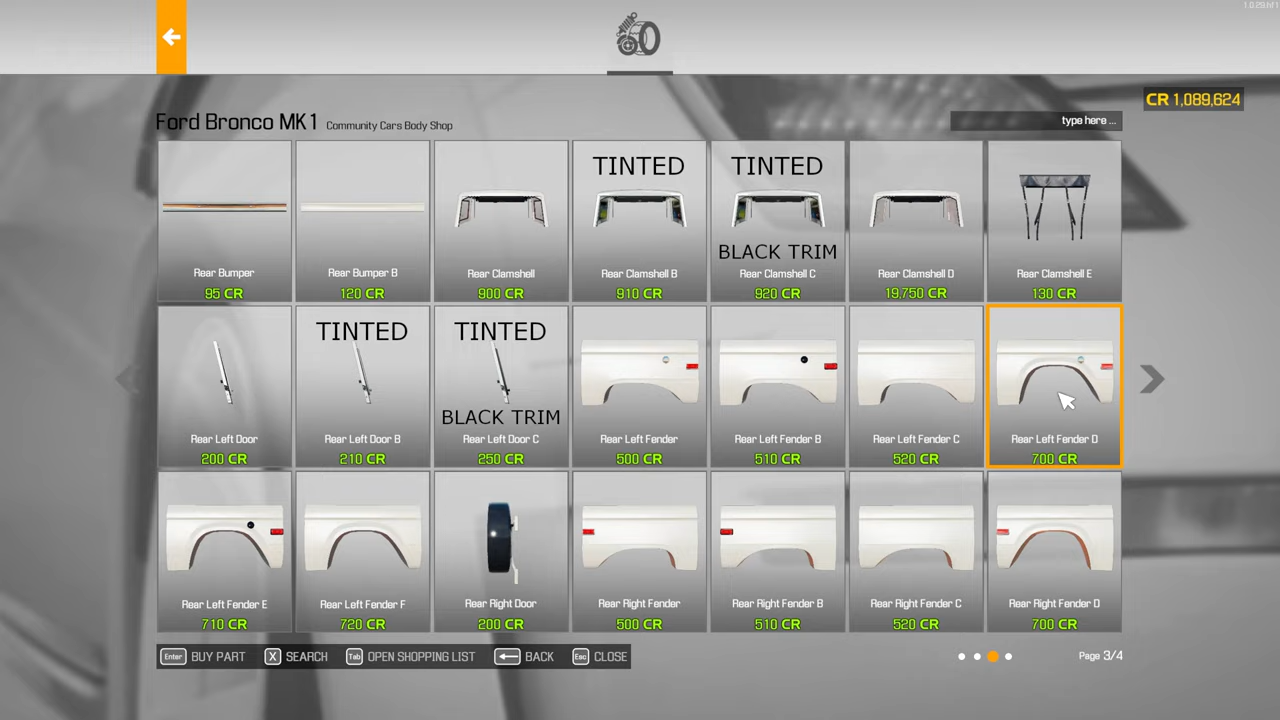 1.0.29.hf1
CR 1,089,624
Ford Bronco MK1 Community Cars Body Shop
type here ...
Rear Bumper
95 CR
Rear Bumper B
120 CR
Rear Clamshell
900 CR
TINTED
Rear Clamshell B
910 CR
TINTED
BLACK TRIM
Rear Clamshell C
920 CR
Rear Clamshell D
19,750 CR
Rear Clamshell E
130 CR
Rear Left Door
200 CR
TINTED
Rear Left Door B
210 CR
TINTED
BLACK TRIM
Rear Left Door C
250 CR
Rear Left Fender
500 CR
Rear Left Fender B
510 CR
Rear Left Fender C
520 CR
Rear Left Fender D
700 CR
Rear Left Fender E
710 CR
Rear Left Fender F
720 CR
Rear Right Door
200 CR
Rear Right Fender
500 CR
Rear Right Fender B
510 CR
Rear Right Fender C
520 CR
Rear Right Fender D
700 CR
Enter BUY PART X SEARCH Tab OPEN SHOPPING LIST BACK Esc CLOSE
Page 3/4